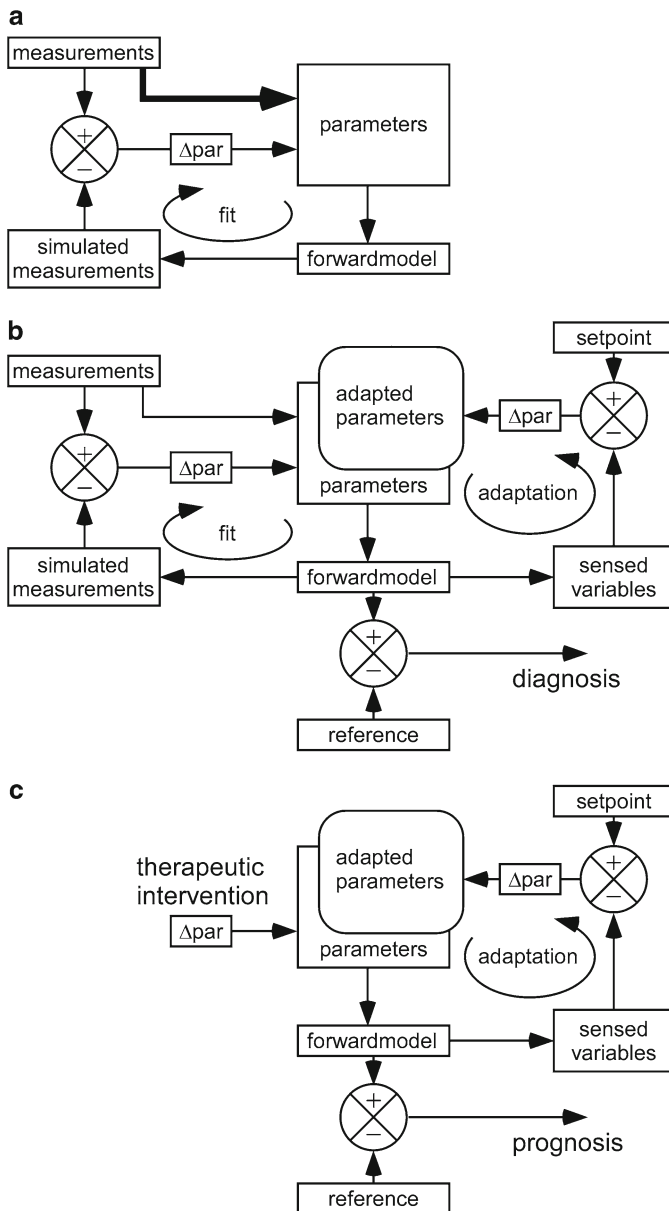 a
measurements
+
−
Δpar
parameters
fit
simulated
measurements
forwardmodel
b
measurements
+
−
Δpar
adapted
parameters
parameters
Δpar
setpoint
+
−
fit
adaptation
simulated
measurements
forwardmodel
sensed
variables
+
−
diagnosis
reference
c
setpoint
therapeutic
intervention
Δpar
adapted
parameters
parameters
Δpar
+
−
adaptation
forwardmodel
sensed
variables
+
−
prognosis
reference